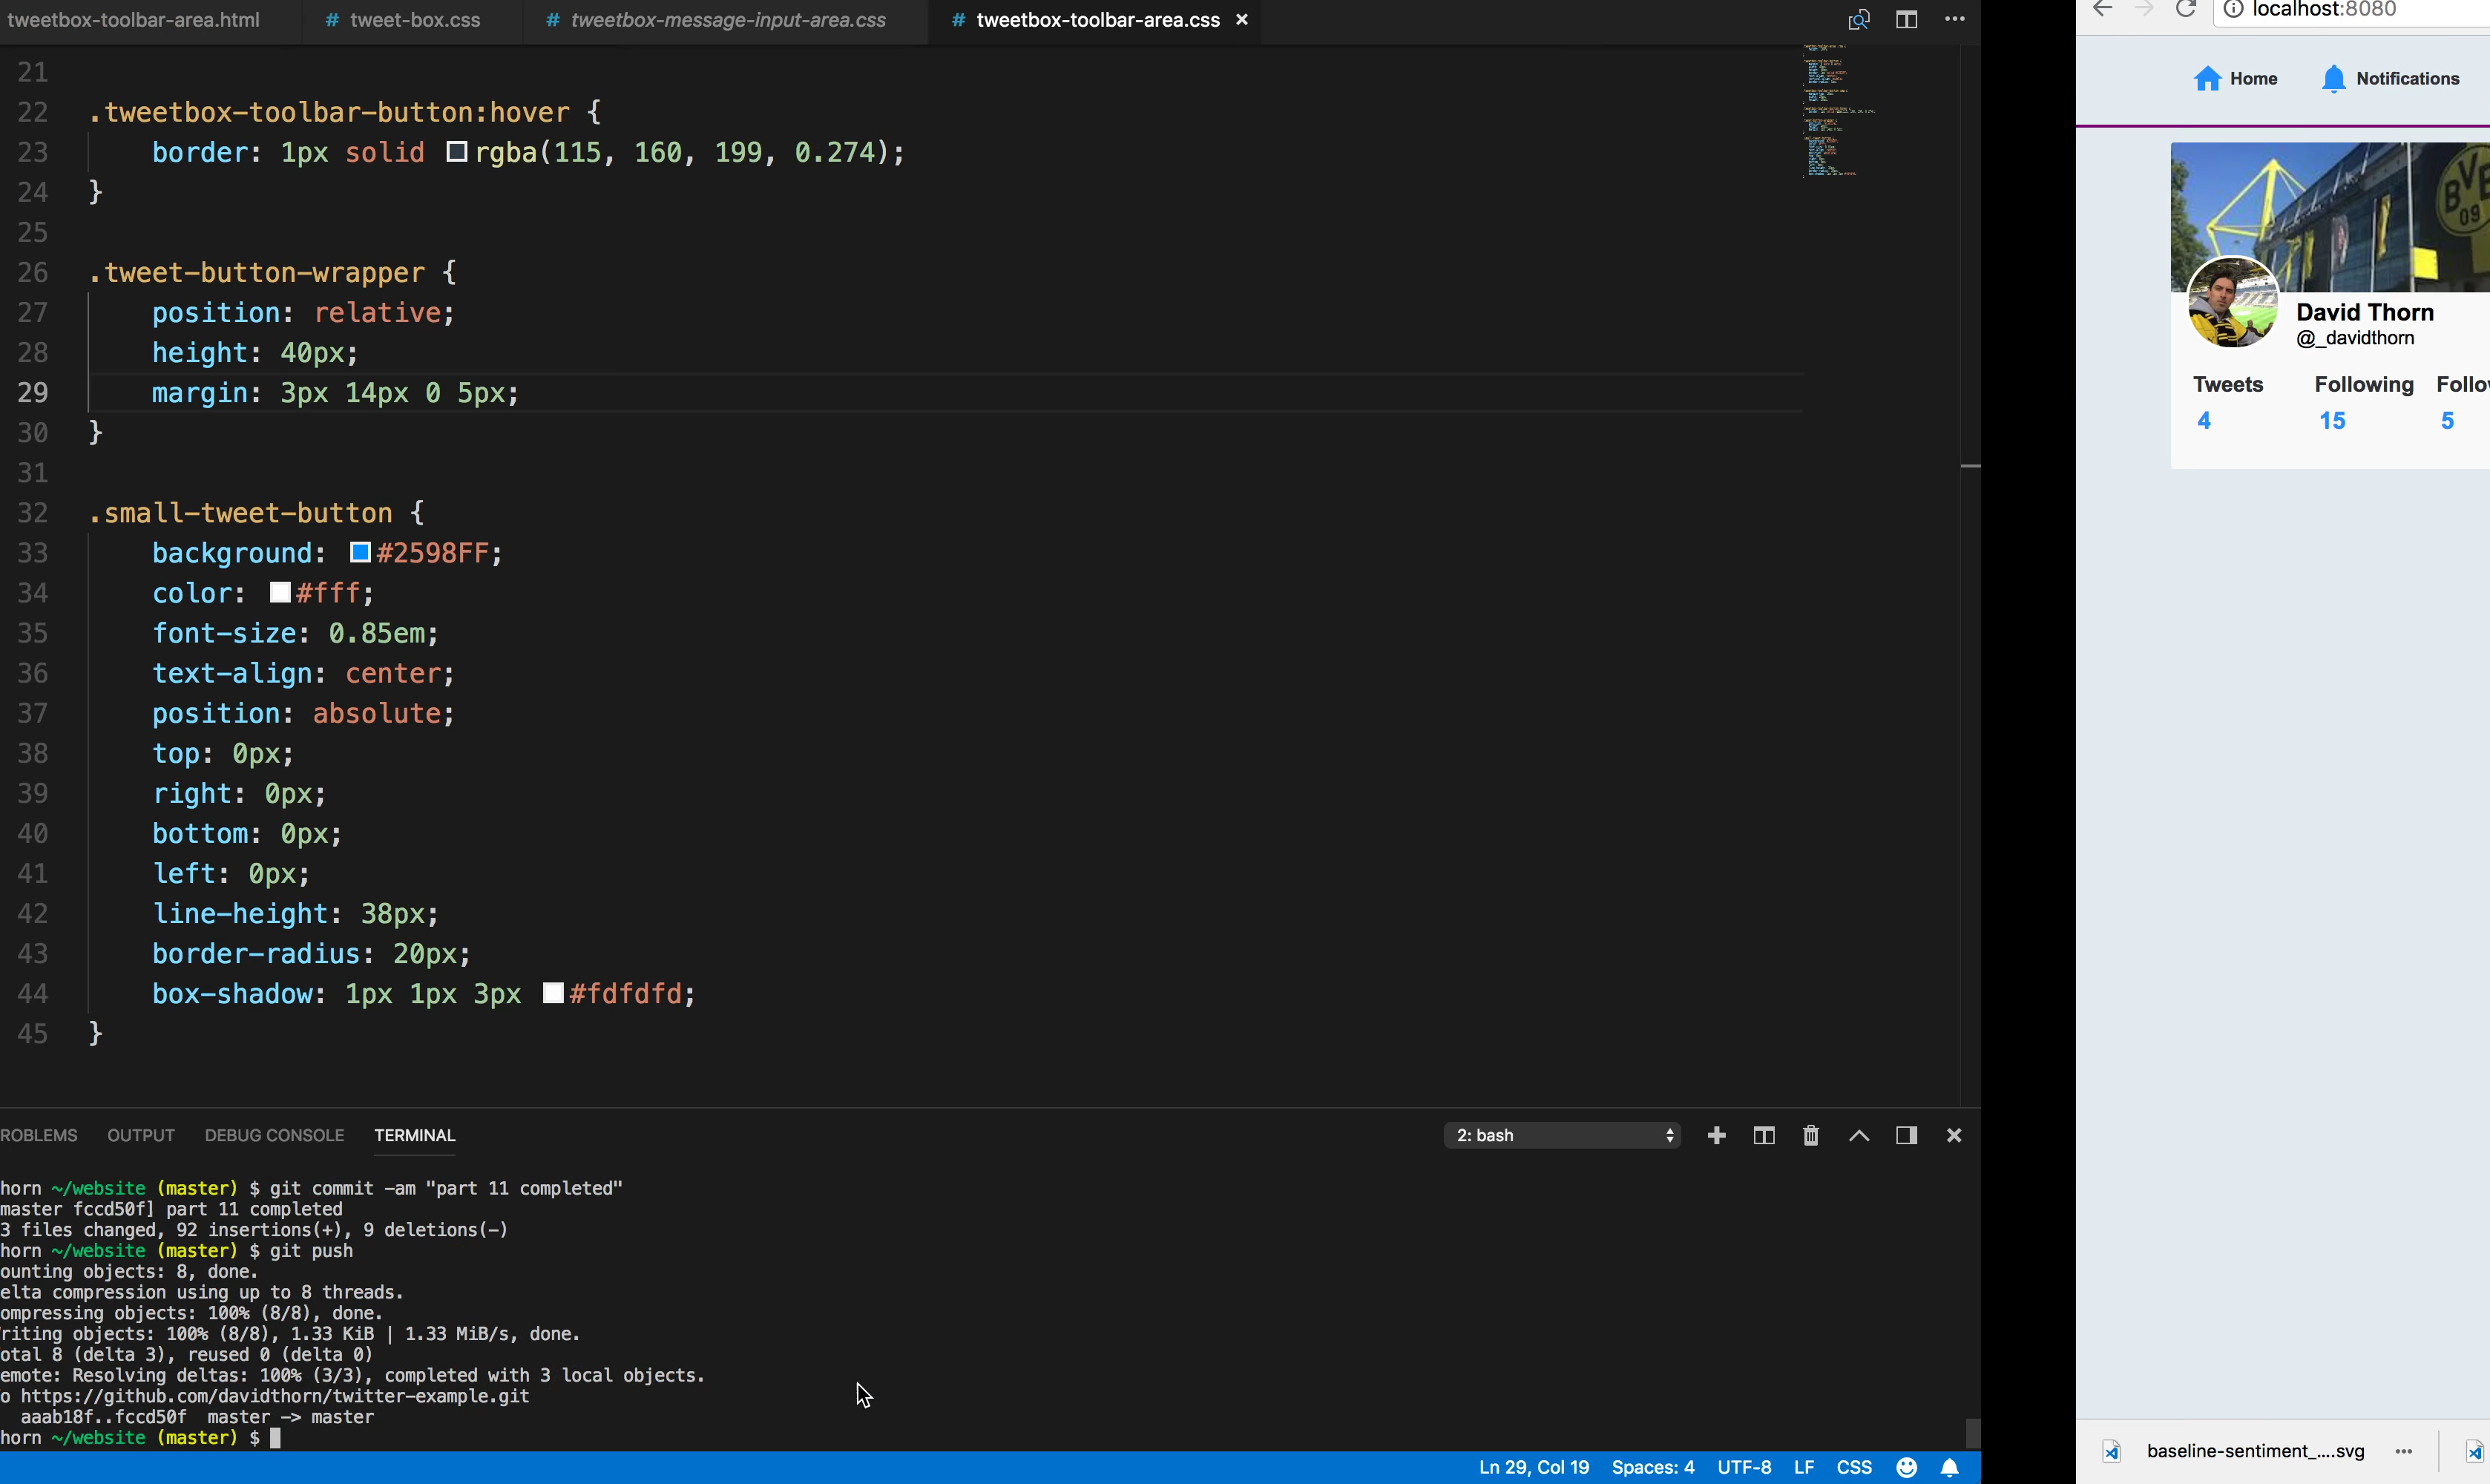 tweetbox-toolbar-area.html # tweet-box.css # tweetbox-message-input-area.css # tweetbox-toolbar-area.css
21
22 .tweetbox-toolbar-button:hover {
23 border: 1px solid rgba(115, 160, 199, 0.274);
24 }
25
26 .tweet-button-wrapper {
27 position: relative;
28 height: 40px;
29 margin: 3px 14px 0 5px;
30 }
31
32 .small-tweet-button {
33 background: #2598FF;
34 color: #fff;
35 font-size: 0.85em;
36 text-align: center;
37 position: absolute;
38 top: 0px;
39 right: 0px;
40 bottom: 0px;
41 left: 0px;
42 line-height: 38px;
43 border-radius: 20px;
44 box-shadow: 1px 1px 3px #fdfdfd;
45 }
ROBLEMS OUTPUT DEBUG CONSOLE TERMINAL 2: bash
horn ~/website (master) $ git commit -am "part 11 completed"
master fccd50f] part 11 completed
3 files changed, 92 insertions(+), 9 deletions(-)
horn ~/website (master) $ git push
ounting objects: 8, done.
elta compression using up to 8 threads.
ompressing objects: 100% (8/8), done.
riting objects: 100% (8/8), 1.33 KiB | 1.33 MiB/s, done.
otal 8 (delta 3), reused 0 (delta 0)
emote: Resolving deltas: 100% (3/3), completed with 3 local objects.
o https://github.com/davidthorn/twitter-example.git
aaab18f..fccd50f master -> master
horn ~/website (master) $
Ln 29, Col 19 Spaces: 4 UTF-8 LF CSS
localhost:8080
Home Notifications
BVB
09
David Thorn
@_davidthorn
Tweets Following Follo
4 15 5
baseline-sentiment_....svg